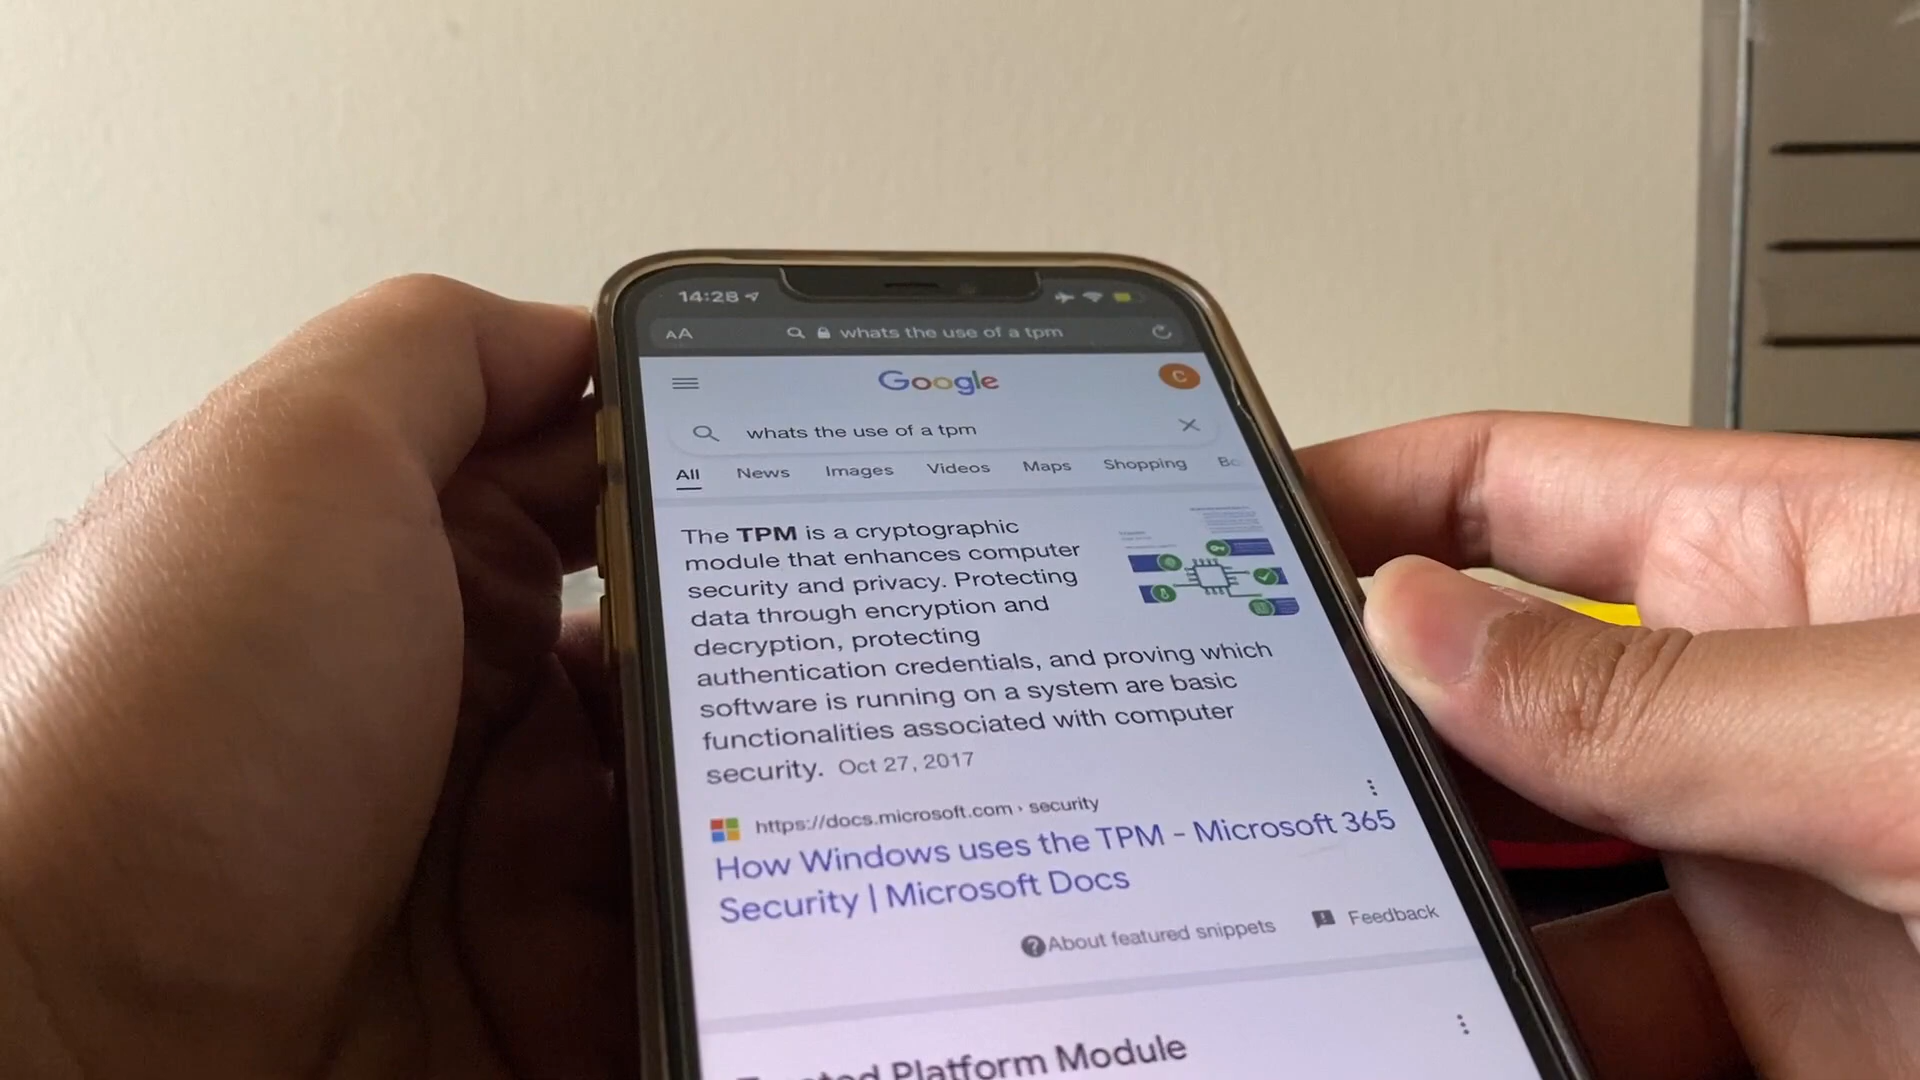 14:28
AA whats the use of a tpm
Google
C
whats the use of a tpm
All News Images Videos Maps Shopping
The TPM is a cryptographic
module that enhances computer
security and privacy. Protecting
data through encryption and
decryption, protecting
authentication credentials, and proving which
software is running on a system are basic
functionalities associated with computer
security. Oct 27, 2017
https://docs.microsoft.com › security
How Windows uses the TPM - Microsoft 365
Security | Microsoft Docs
About featured snippets Feedback
Platform Module